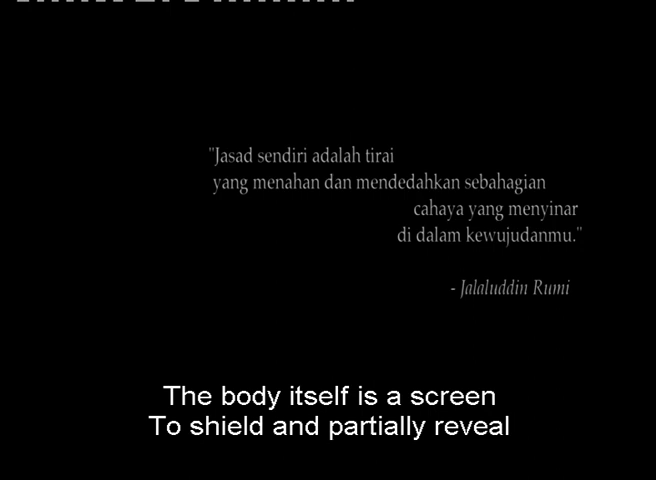 "Jasad sendiri adalah tirai
yang menahan dan mendedahkan sebahagian
cahaya yang menyinar
di dalam kewujudanmu."
- Jalaluddin Rumi
The body itself is a screen
To shield and partially reveal